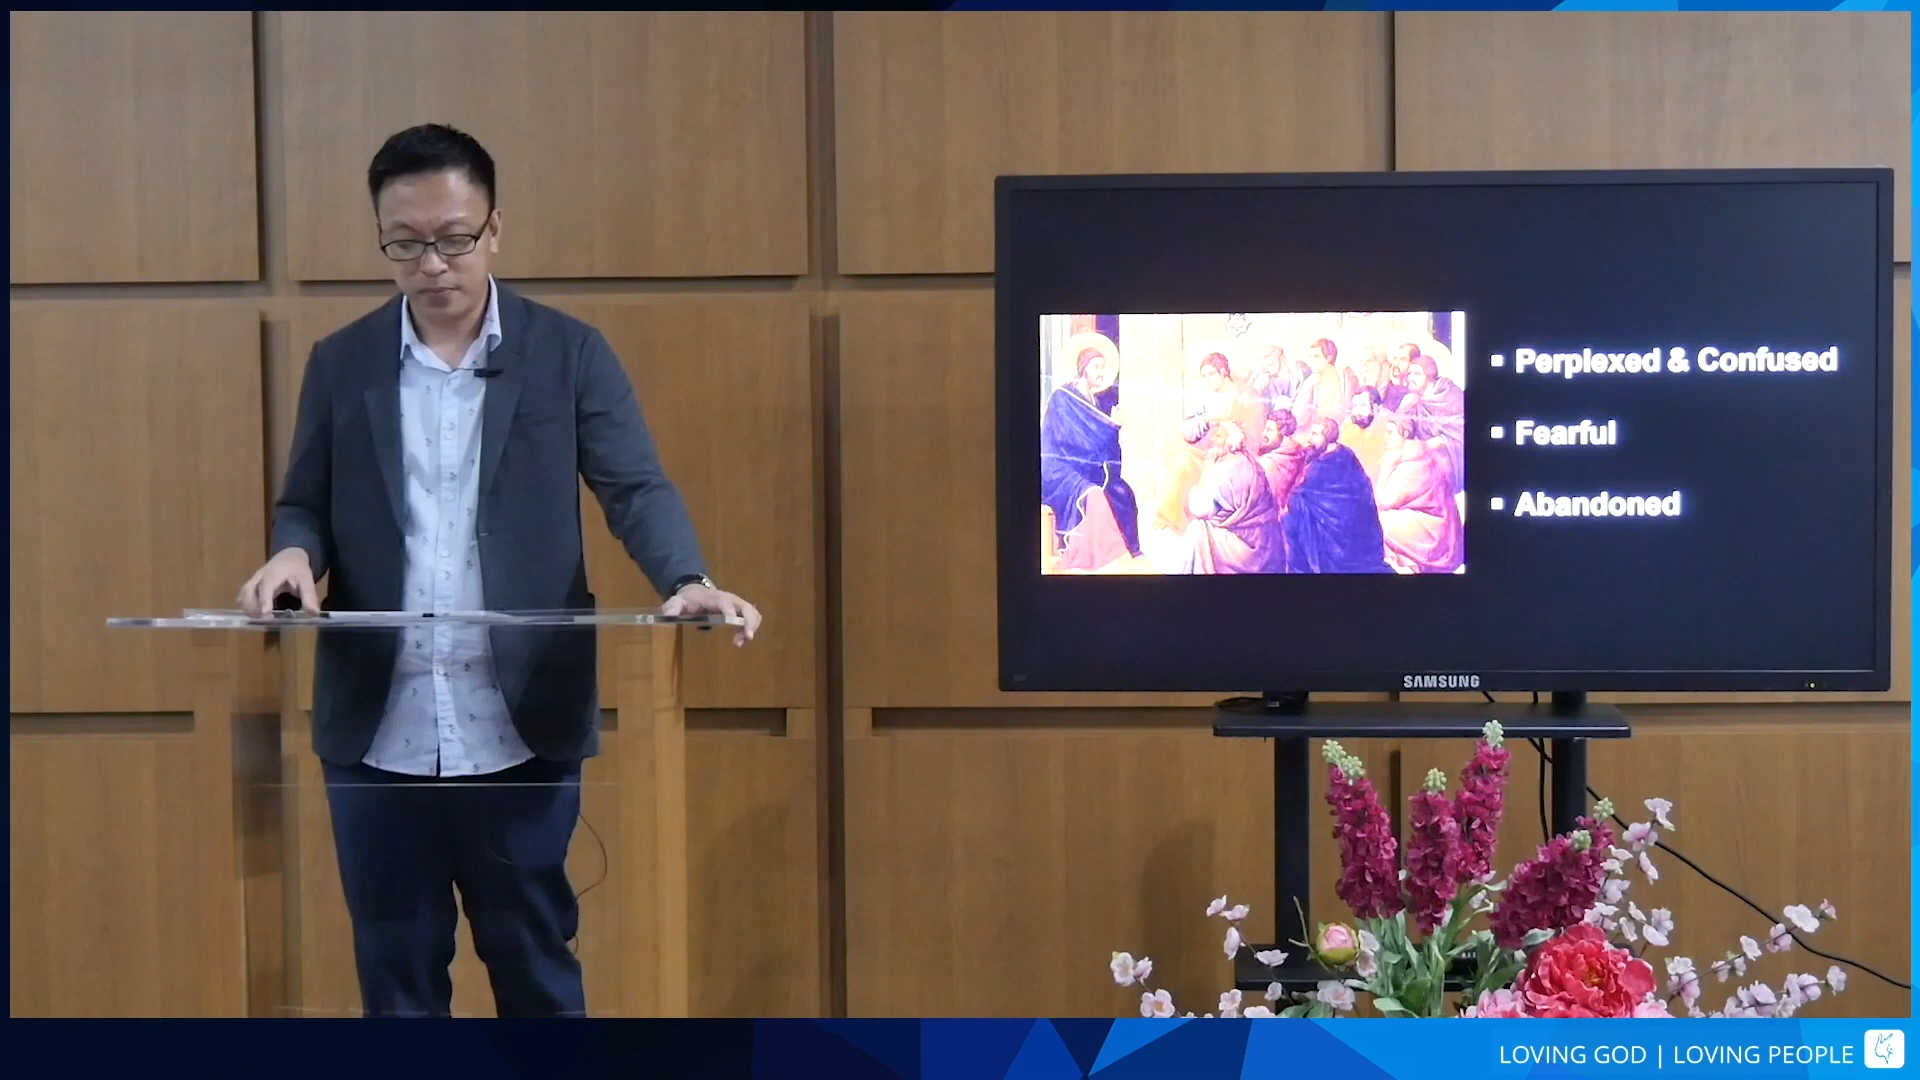 ▪ Perplexed & Confused
▪ Fearful
▪ Abandoned
SAMSUNG
LOVING GOD | LOVING PEOPLE